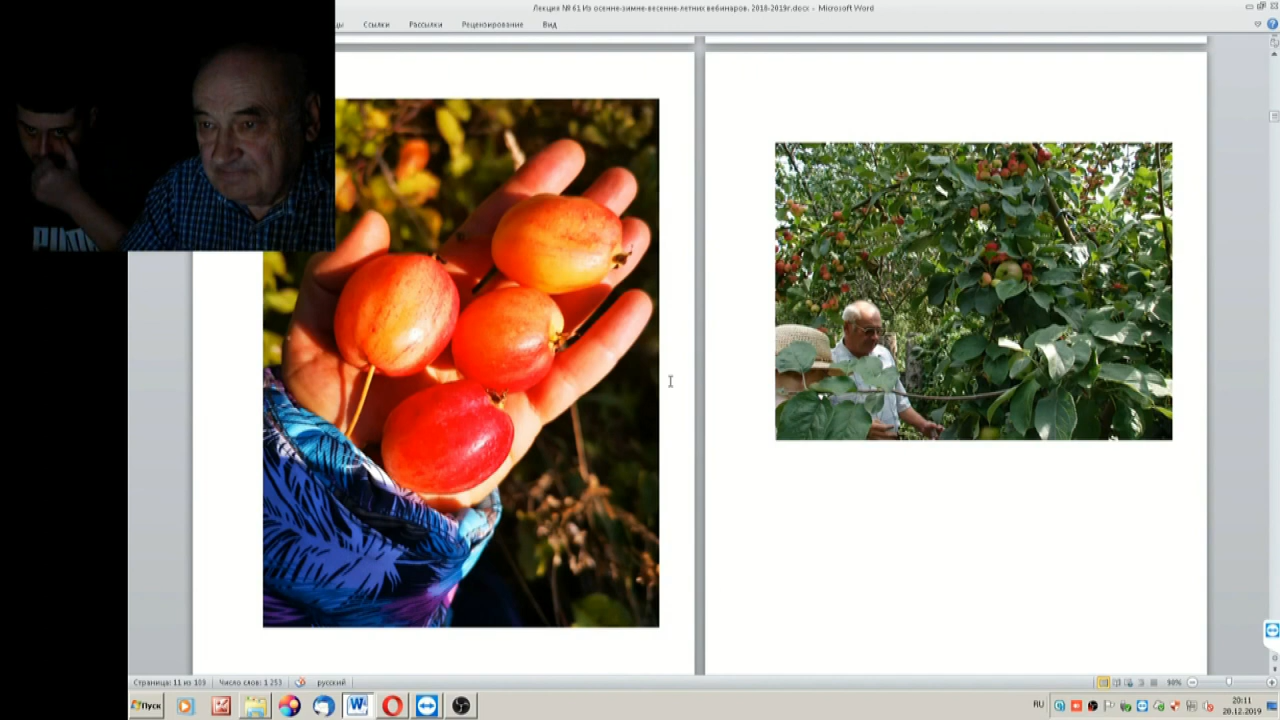 Лекция № 61 Из осенне-зимне-весенне-летних вебинаров. 2018-2019г.docx - Microsoft Word
Ссылки Рассылки Рецензирование Вид
Страница: 11 из 103 Число слов: 1 253 русский 90%
Пуск RU 20:11
20.12.2019